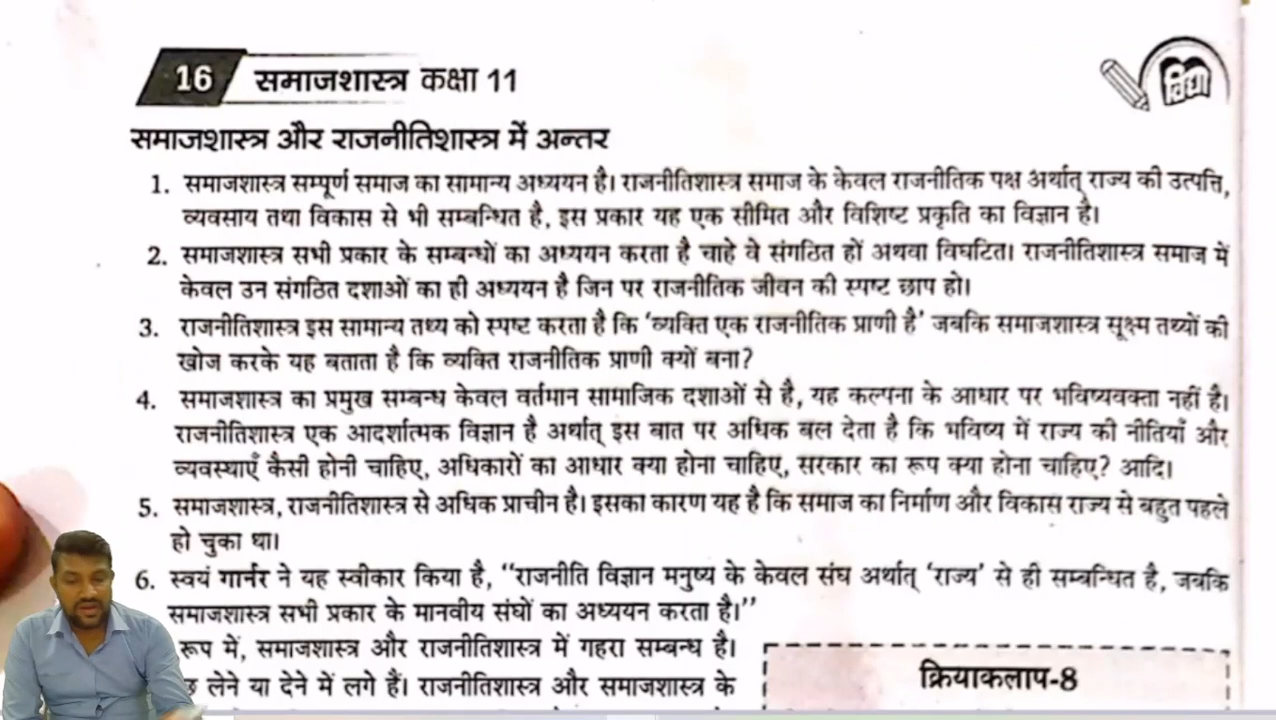 16 समाजशास्त्र कक्षा 11
विद्या
समाजशास्त्र और राजनीतिशास्त्र में अन्तर
1. समाजशास्त्र सम्पूर्ण समाज का सामान्य अध्ययन है। राजनीतिशास्त्र समाज के केवल राजनीतिक पक्ष अर्थात् राज्य की उत्पत्ति,
व्यवसाय तथा विकास से भी सम्बन्धित है, इस प्रकार यह एक सीमित और विशिष्ट प्रकृति का विज्ञान है।
2. समाजशास्त्र सभी प्रकार के सम्बन्धों का अध्ययन करता है चाहे वे संगठित हों अथवा विघटित। राजनीतिशास्त्र समाज में
केवल उन संगठित दशाओं का ही अध्ययन है जिन पर राजनीतिक जीवन की स्पष्ट छाप हो।
3. राजनीतिशास्त्र इस सामान्य तथ्य को स्पष्ट करता है कि ‘व्यक्ति एक राजनीतिक प्राणी है’ जबकि समाजशास्त्र सूक्ष्म तथ्यों की
खोज करके यह बताता है कि व्यक्ति राजनीतिक प्राणी क्यों बना?
4. समाजशास्त्र का प्रमुख सम्बन्ध केवल वर्तमान सामाजिक दशाओं से है, यह कल्पना के आधार पर भविष्यवक्ता नहीं है।
राजनीतिशास्त्र एक आदर्शात्मक विज्ञान है अर्थात् इस बात पर अधिक बल देता है कि भविष्य में राज्य की नीतियाँ और
व्यवस्थाएँ कैसी होनी चाहिए, अधिकारों का आधार क्या होना चाहिए, सरकार का रूप क्या होना चाहिए? आदि।
5. समाजशास्त्र, राजनीतिशास्त्र से अधिक प्राचीन है। इसका कारण यह है कि समाज का निर्माण और विकास राज्य से बहुत पहले
हो चुका था।
6. स्वयं गार्नर ने यह स्वीकार किया है, “राजनीति विज्ञान मनुष्य के केवल संघ अर्थात् ‘राज्य’ से ही सम्बन्धित है, जबकि
समाजशास्त्र सभी प्रकार के मानवीय संघों का अध्ययन करता है।”
रूप में, समाजशास्त्र और राजनीतिशास्त्र में गहरा सम्बन्ध है।
लेने या देने में लगे हैं। राजनीतिशास्त्र और समाजशास्त्र के
क्रियाकलाप-8